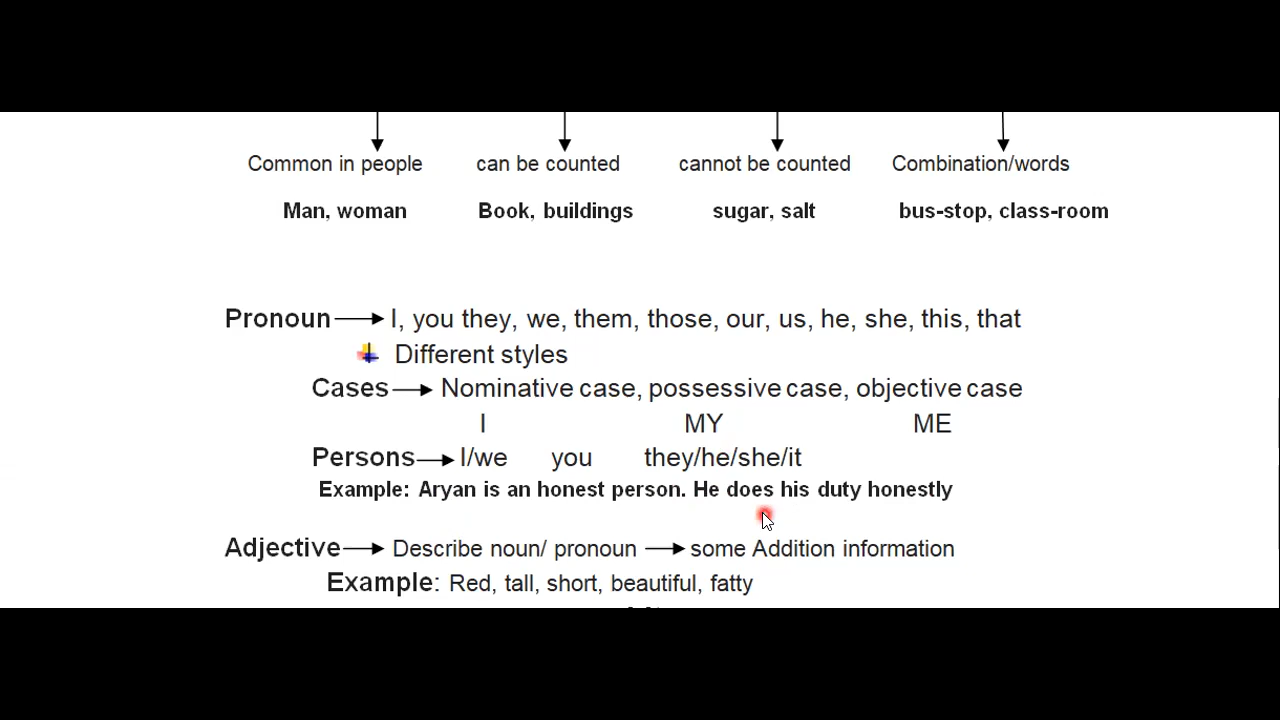 Common in people can be counted cannot be counted Combination/words
Man, woman Book, buildings sugar, salt bus-stop, class-room
Pronoun I, you they, we, them, those, our, us, he, she, this, that
Different styles
Cases Nominative case, possessive case, objective case
I MY ME
Persons I/we you they/he/she/it
Example: Aryan is an honest person. He does his duty honestly
Adjective Describe noun/ pronoun some Addition information
Example: Red, tall, short, beautiful, fatty